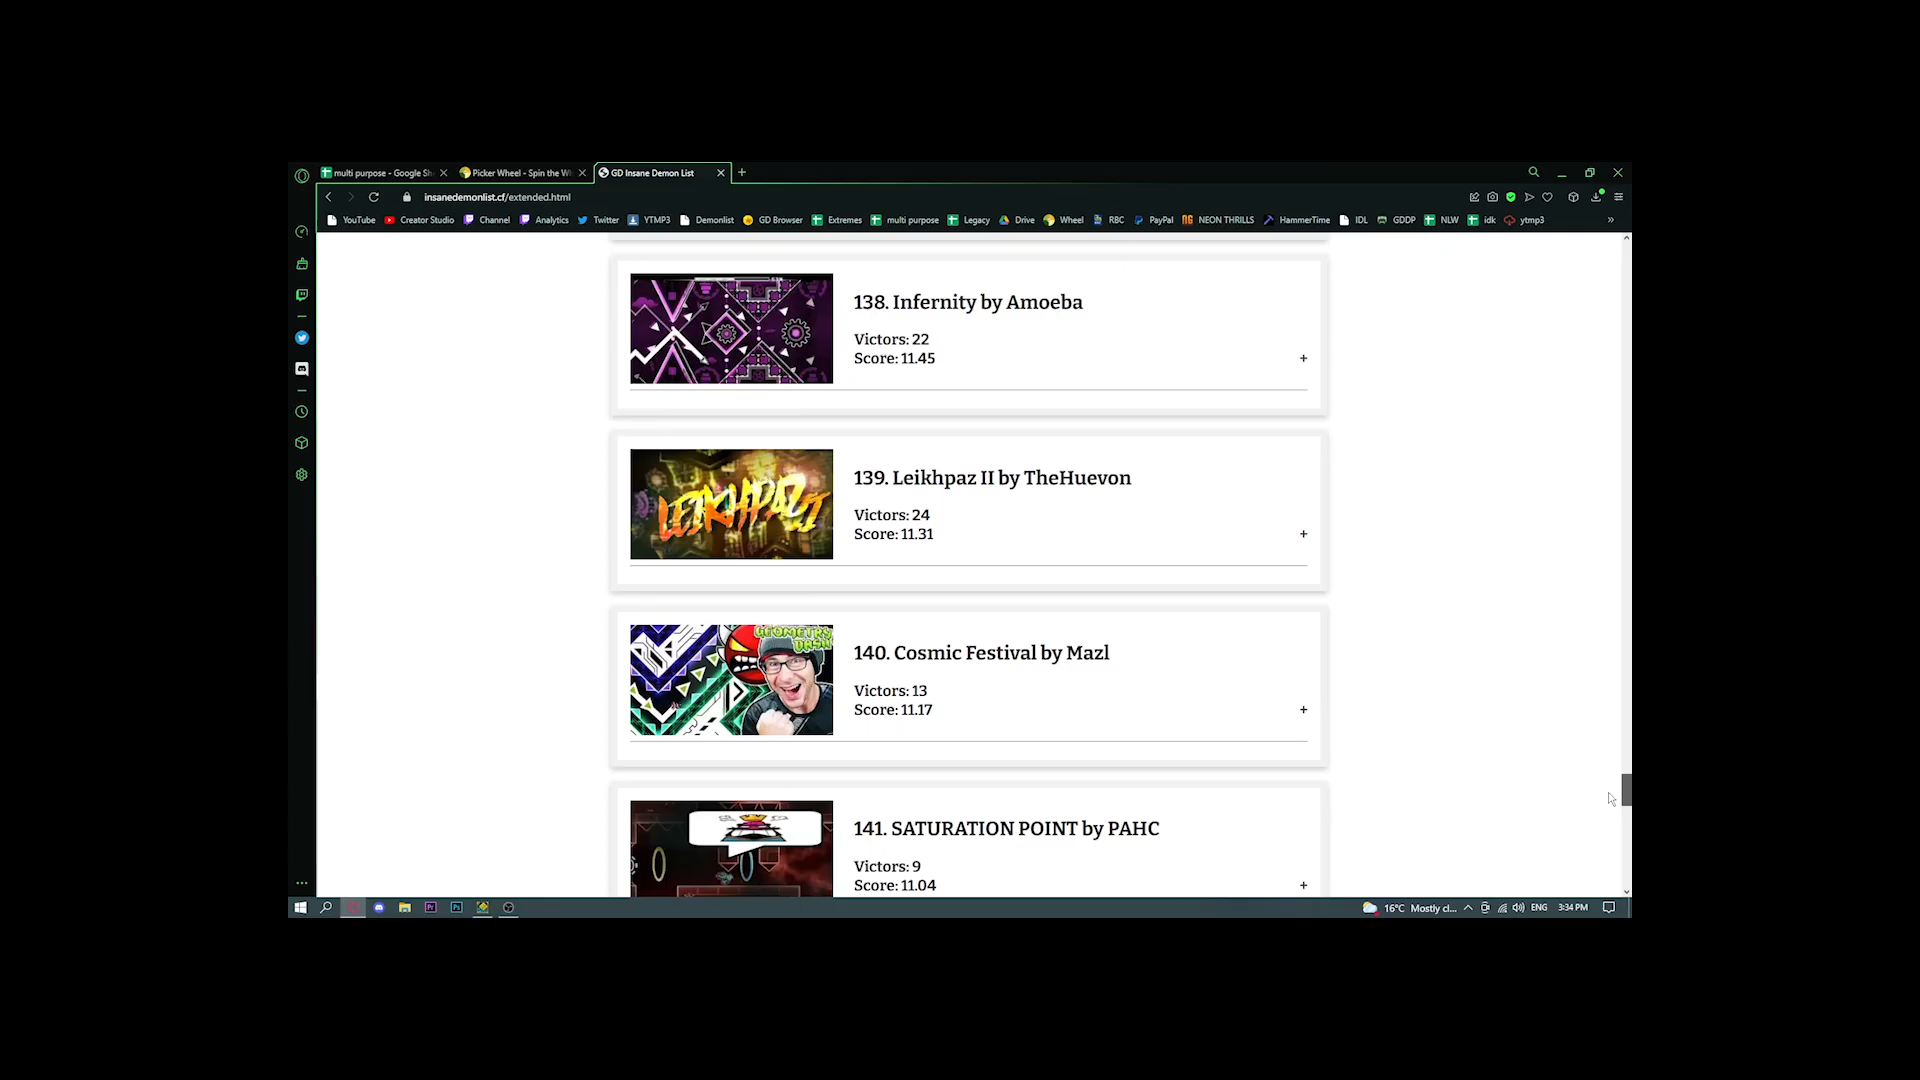 multi purpose - Google Sh
Picker Wheel - Spin the Wh
GD Insane Demon List
insanedemonlist.cf/extended.html
YouTube
Creator Studio
Channel
Analytics
Twitter
YTMP3
Demonlist
GD Browser
Extremes
multi purpose
Legacy
Drive
Wheel
RBC
PayPal
NEON THRILLS
HammerTime
IDL
GDDP
NLW
idk
ytmp3
138. Infernity by Amoeba
Victors: 22
Score: 11.45
+
LEIKHPAZ II
139. Leikhpaz II by TheHuevon
Victors: 24
Score: 11.31
+
GEOMETRY
DASH
140. Cosmic Festival by Mazl
Victors: 13
Score: 11.17
+
141. SATURATION POINT by PAHC
Victors: 9
Score: 11.04
+
16°C Mostly cl...
ENG
3:34 PM